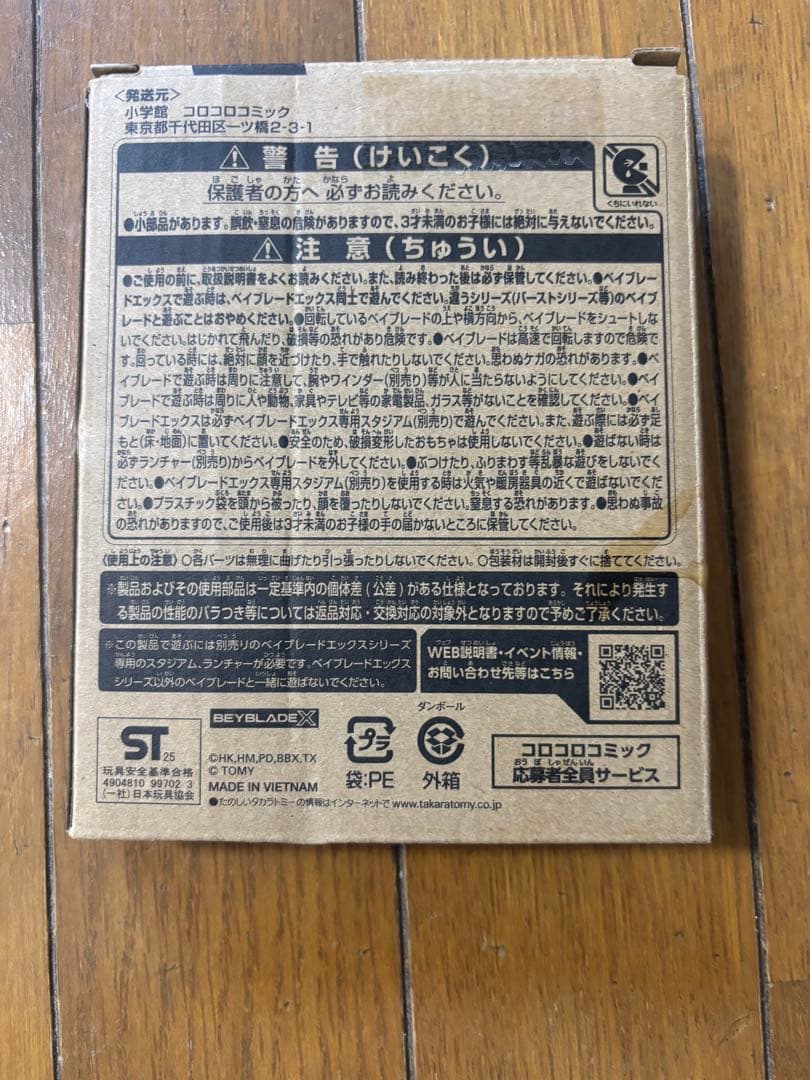 <発送元>
小学館 コロコロコミック
東京都千代田区一ツ橋2-3-1
警告(けいこく)
くちにいれない
保護者の方へ 必ずお読みください。
●小部品があります。誤飲・窒息の危険がありますので、3才未満のお子様には絶対に与えないでください。
注意(ちゅうい)
●ご使用の前に、取扱説明書をよくお読みください。また、読み終わった後は必ず保管してください。●ベイブレー
ドエックスで遊ぶ時は、ベイブレードエックス同士で遊んでください。違うシリーズ(バーストシリーズ等)のベイブ
レードと遊ぶことはおやめください。●回転しているベイブレードの上や横方向から、ベイブレードをシュートしな
いでください。はじかれて飛んだり、破損等の恐れがあり危険です。●ベイブレードは高速で回転しますので危険で
す。回っている時には、絶対に顔を近づけたり、手で触れたりしないでください。思わぬケガの恐れがあります。●ベ
イブレードで遊ぶ時は周りに注意して、腕やワインダー(別売り)等が人に当たらないようにしてください。●ベイブ
レードで遊ぶ時は周りに人や動物、家具やテレビ等の家電製品、ガラス等がないことを確認してください。●ベイブ
レードエックスは必ずベイブレードエックス専用スタジアム(別売り)で遊んでください。また、遊ぶ際には必ず足
もと(床・地面)に置いてください。●安全のため、破損変形したおもちゃは使用しないでください。●遊ばない時は
必ずランチャー(別売り)からベイブレードを外してください。●ぶつけたり、ふりまわす等乱暴な遊びをしないでく
ださい。●ベイブレードエックス専用スタジアム(別売り)を使用する時は火気や暖房器具の近くで遊ばないでくだ
さい。●プラスチック袋を頭から被ったり、顔を覆ったりしないでください。窒息する恐れがあります。●思わぬ事故
の恐れがありますので、ご使用後は3才未満のお子様の手の届かないところに保管してください。
〈使用上の注意〉○各パーツは無理に曲げたり引っ張ったりしないでください。○包装材は開封後すぐに捨ててください。
※製品およびその使用部品は一定基準内の個体差(公差)がある仕様となっております。それにより発生す
る製品の性能のバラつき等については返品対応・交換対応の対象外となりますので予めご了承ください。
※この製品で遊ぶには別売りのベイブレードエックスシリーズ
専用のスタジアム、ランチャーが必要です。ベイブレードエックス
シリーズ以外のベイブレードと一緒に遊ばないでください。
WEB説明書・イベント情報・
お問い合わせ先等はこちら
ST 25
玩具安全基準合格
4904810 99702 3
(一社)日本玩具協会
BEYBLADE X
©HK,HM,PD,BBX,TX
© TOMY
MADE IN VIETNAM
●たのしいタカラトミーの情報はインターネットで www.takaratomy.co.jp
プラ
袋:PE
ダンボール
外箱
コロコロコミック
応募者全員サービス